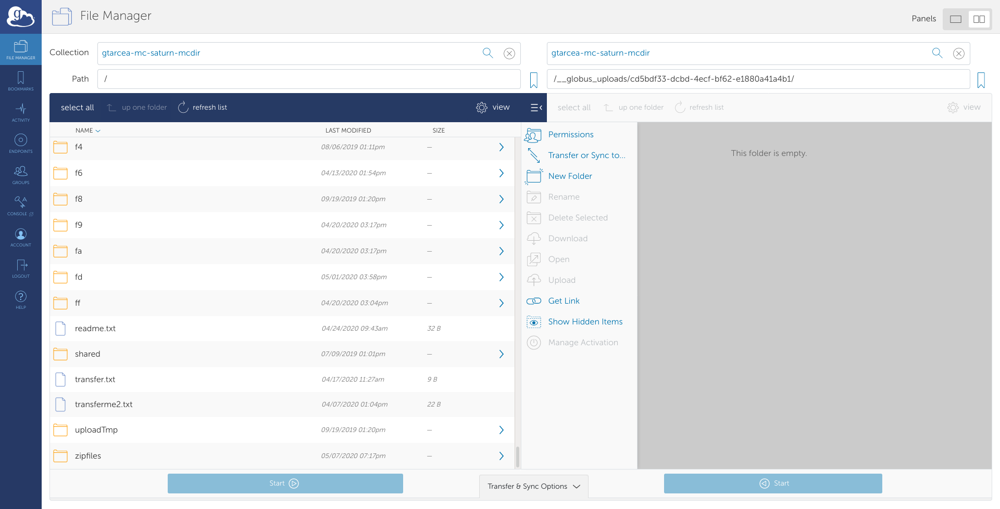 g
File Manager
Panels
FILE MANAGER
BOOKMARKS
ACTIVITY
ENDPOINTS
GROUPS
CONSOLE
ACCOUNT
LOGOUT
HELP
Collection gtarcea-mc-saturn-mcdir gtarcea-mc-saturn-mcdir
Path / /__globus_uploads/cd5bdf33-dcbd-4ecf-bf62-e1880a41a4b1/
select all up one folder refresh list view select all up one folder refresh list view
NAME LAST MODIFIED SIZE
f4 08/06/2019 01:11pm —
f6 04/13/2020 01:54pm —
f8 09/19/2019 01:20pm —
f9 04/20/2020 03:17pm —
fa 04/20/2020 03:17pm —
fd 05/01/2020 03:58pm —
ff 04/20/2020 03:04pm —
readme.txt 04/24/2020 09:43am 32 B
shared 07/09/2019 01:01pm —
transfer.txt 04/17/2020 11:27am 9 B
transferme2.txt 04/07/2020 01:04pm 22 B
uploadTmp 09/19/2019 01:20pm —
zipfiles 05/07/2020 07:17pm —
Permissions
Transfer or Sync to...
New Folder
Rename
Delete Selected
Download
Open
Upload
Get Link
Show Hidden Items
Manage Activation
This folder is empty.
Start Transfer & Sync Options Start